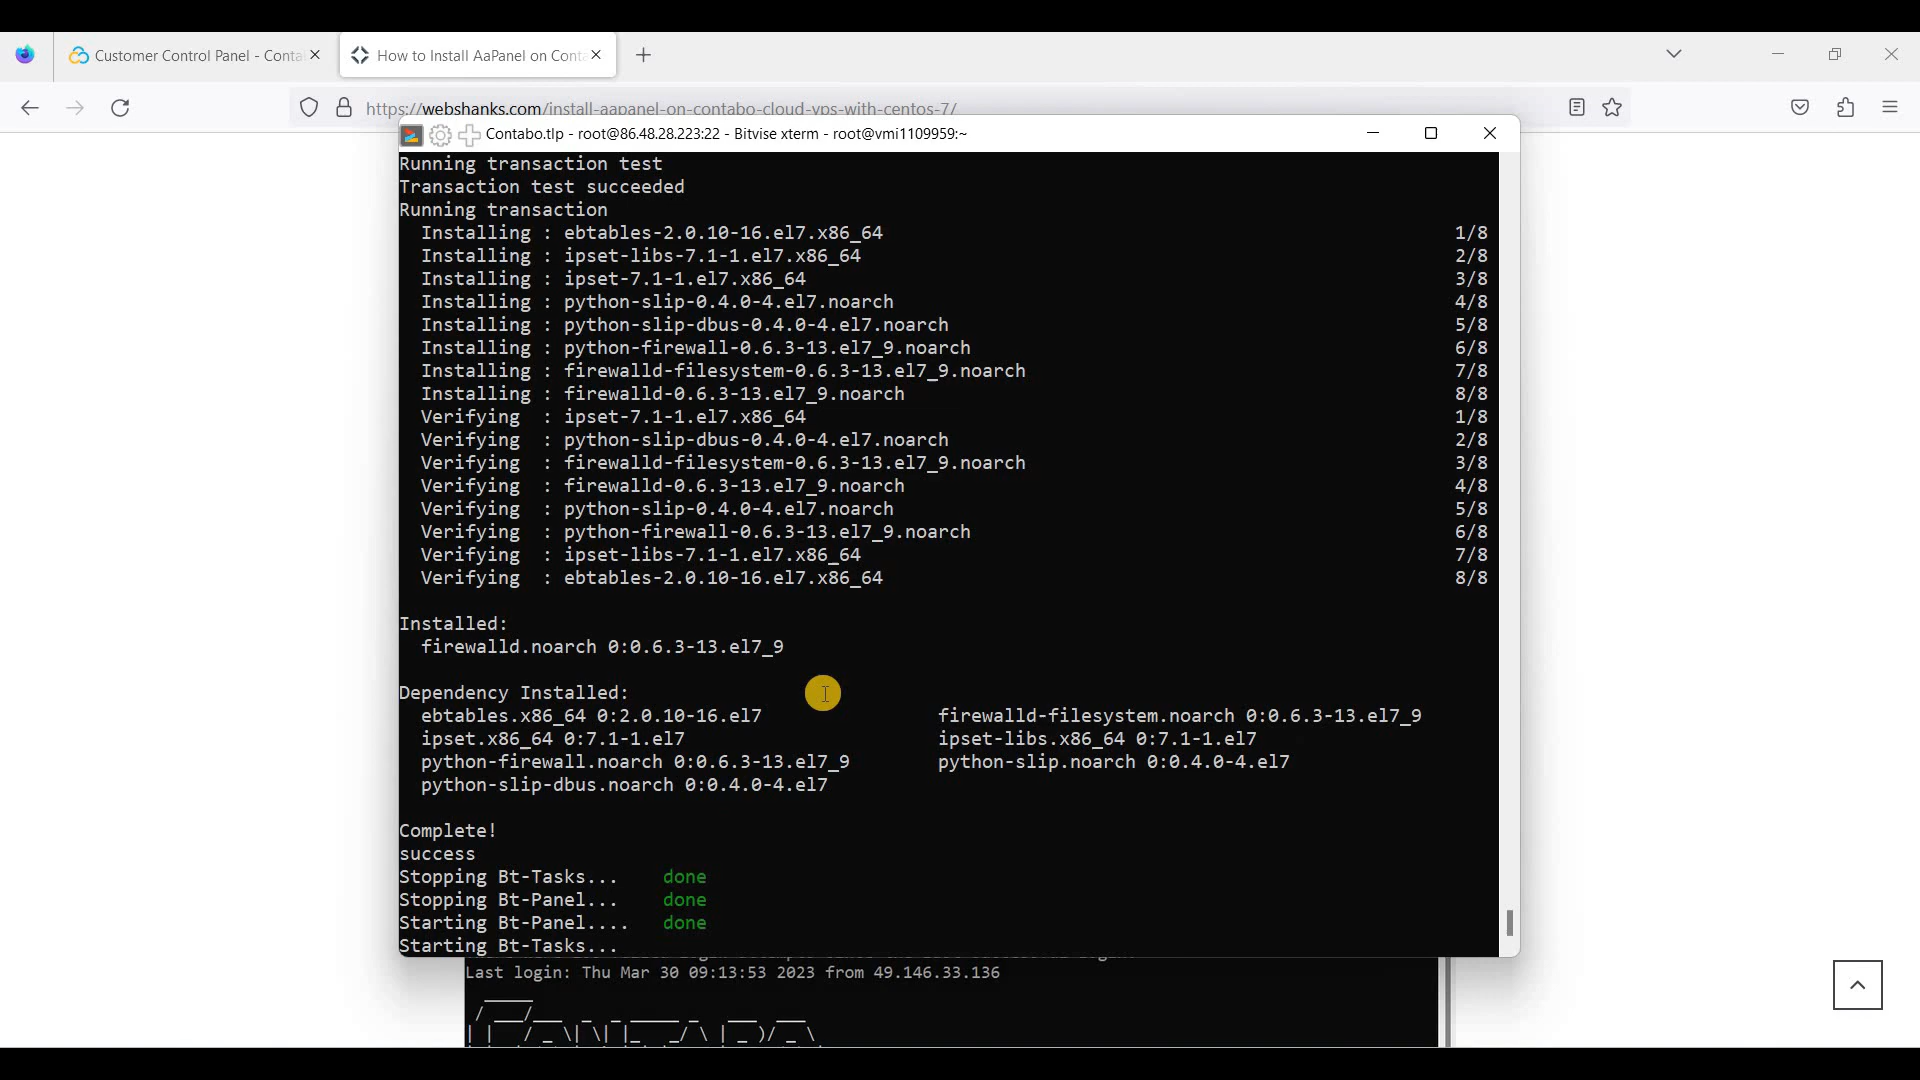 Customer Control Panel - Conta
How to Install AaPanel on Conta
https://webshanks.com/install-aapanel-on-contabo-cloud-vps-with-centos-7/
Contabo.tlp - root@86.48.28.223:22 - Bitvise xterm - root@vmi1109959:~
Running transaction test
Transaction test succeeded
Running transaction
Installing : ebtables-2.0.10-16.el7.x86_64 1/8
Installing : ipset-libs-7.1-1.el7.x86_64 2/8
Installing : ipset-7.1-1.el7.x86_64 3/8
Installing : python-slip-0.4.0-4.el7.noarch 4/8
Installing : python-slip-dbus-0.4.0-4.el7.noarch 5/8
Installing : python-firewall-0.6.3-13.el7_9.noarch 6/8
Installing : firewalld-filesystem-0.6.3-13.el7_9.noarch 7/8
Installing : firewalld-0.6.3-13.el7_9.noarch 8/8
Verifying : ipset-7.1-1.el7.x86_64 1/8
Verifying : python-slip-dbus-0.4.0-4.el7.noarch 2/8
Verifying : firewalld-filesystem-0.6.3-13.el7_9.noarch 3/8
Verifying : firewalld-0.6.3-13.el7_9.noarch 4/8
Verifying : python-slip-0.4.0-4.el7.noarch 5/8
Verifying : python-firewall-0.6.3-13.el7_9.noarch 6/8
Verifying : ipset-libs-7.1-1.el7.x86_64 7/8
Verifying : ebtables-2.0.10-16.el7.x86_64 8/8
Installed:
firewalld.noarch 0:0.6.3-13.el7_9
Dependency Installed:
ebtables.x86_64 0:2.0.10-16.el7 firewalld-filesystem.noarch 0:0.6.3-13.el7_9
ipset.x86_64 0:7.1-1.el7 ipset-libs.x86_64 0:7.1-1.el7
python-firewall.noarch 0:0.6.3-13.el7_9 python-slip.noarch 0:0.4.0-4.el7
python-slip-dbus.noarch 0:0.4.0-4.el7
Complete!
success
Stopping Bt-Tasks... done
Stopping Bt-Panel... done
Starting Bt-Panel.... done
Starting Bt-Tasks...
Last login: Thu Mar 30 09:13:53 2023 from 49.146.33.136